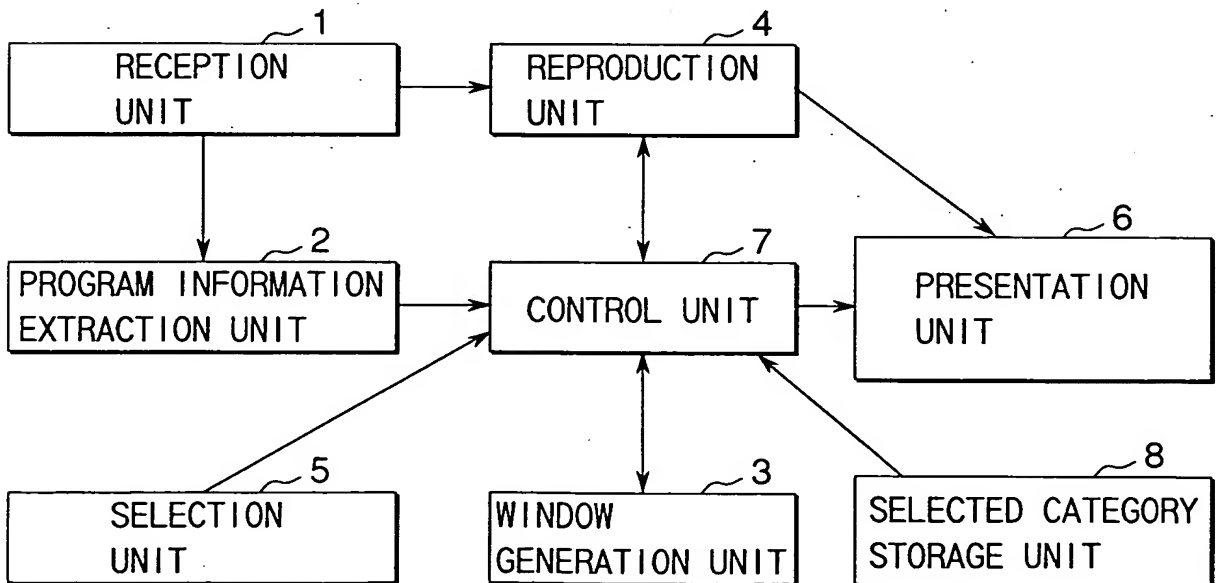 1
RECEPTION
UNIT
4
REPRODUCTION
UNIT
2
PROGRAM INFORMATION
EXTRACTION UNIT
7
CONTROL UNIT
6
PRESENTATION
UNIT
5
SELECTION
UNIT
3
WINDOW
GENERATION UNIT
8
SELECTED CATEGORY
STORAGE UNIT